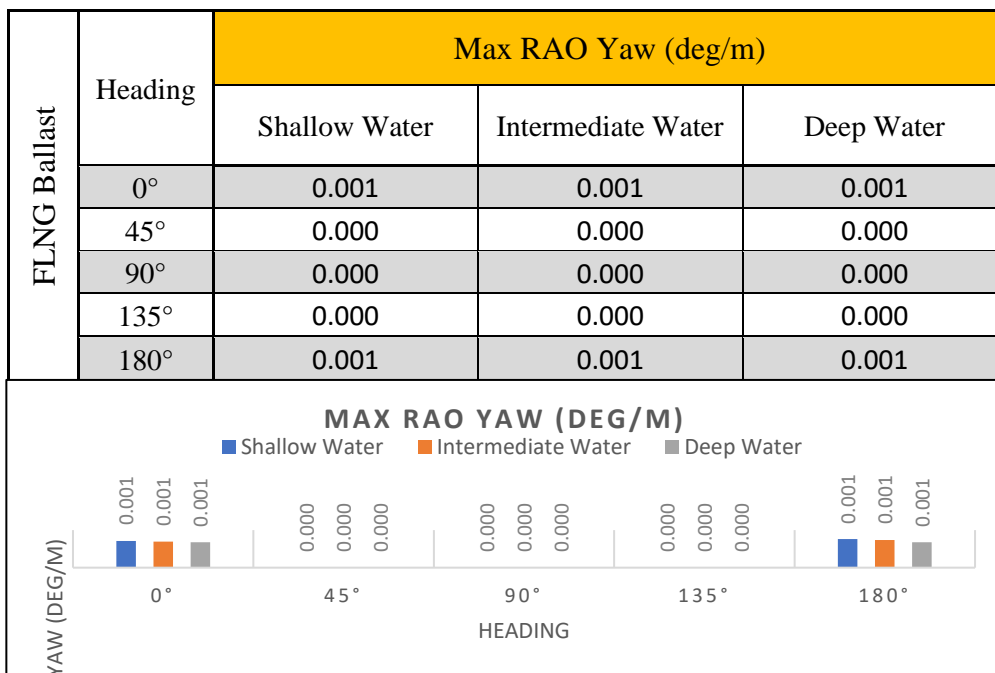 FLNG Ballast
Heading
Max RAO Yaw (deg/m)
Shallow Water Intermediate Water Deep Water
0° 0.001 0.001 0.001
45° 0.000 0.000 0.000
90° 0.000 0.000 0.000
135° 0.000 0.000 0.000
180° 0.001 0.001 0.001
MAX RAO YAW (DEG/M)
Shallow Water Intermediate Water Deep Water
0.001 0.001 0.001 0.000 0.000 0.000 0.000 0.000 0.000 0.000 0.000 0.000 0.001 0.001 0.001
YAW (DEG/M)
0° 45° 90° 135° 180°
HEADING